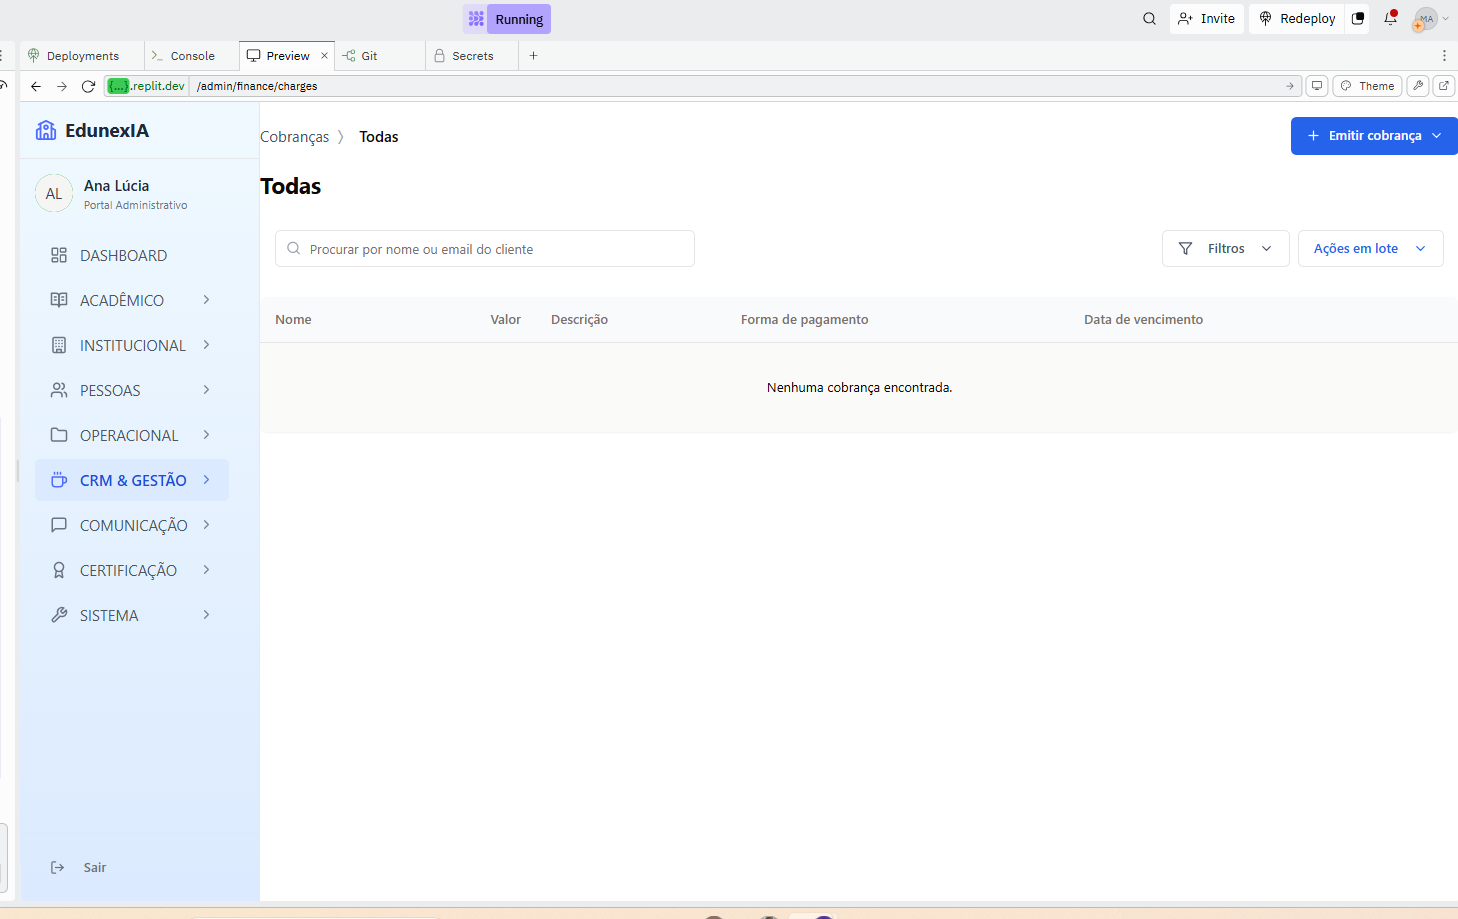 Running
Invite
Redeploy
MA
Deployments
Console
Preview
Git
Secrets
{...}.replit.dev
/admin/finance/charges
Theme
EdunexIA
Cobranças
Todas
Emitir cobrança
AL
Ana Lúcia
Portal Administrativo
Todas
DASHBOARD
Procurar por nome ou email do cliente
Filtros
Ações em lote
ACADÊMICO
Nome
Valor
Descrição
Forma de pagamento
Data de vencimento
INSTITUCIONAL
PESSOAS
Nenhuma cobrança encontrada.
OPERACIONAL
CRM & GESTÃO
COMUNICAÇÃO
CERTIFICAÇÃO
SISTEMA
Sair